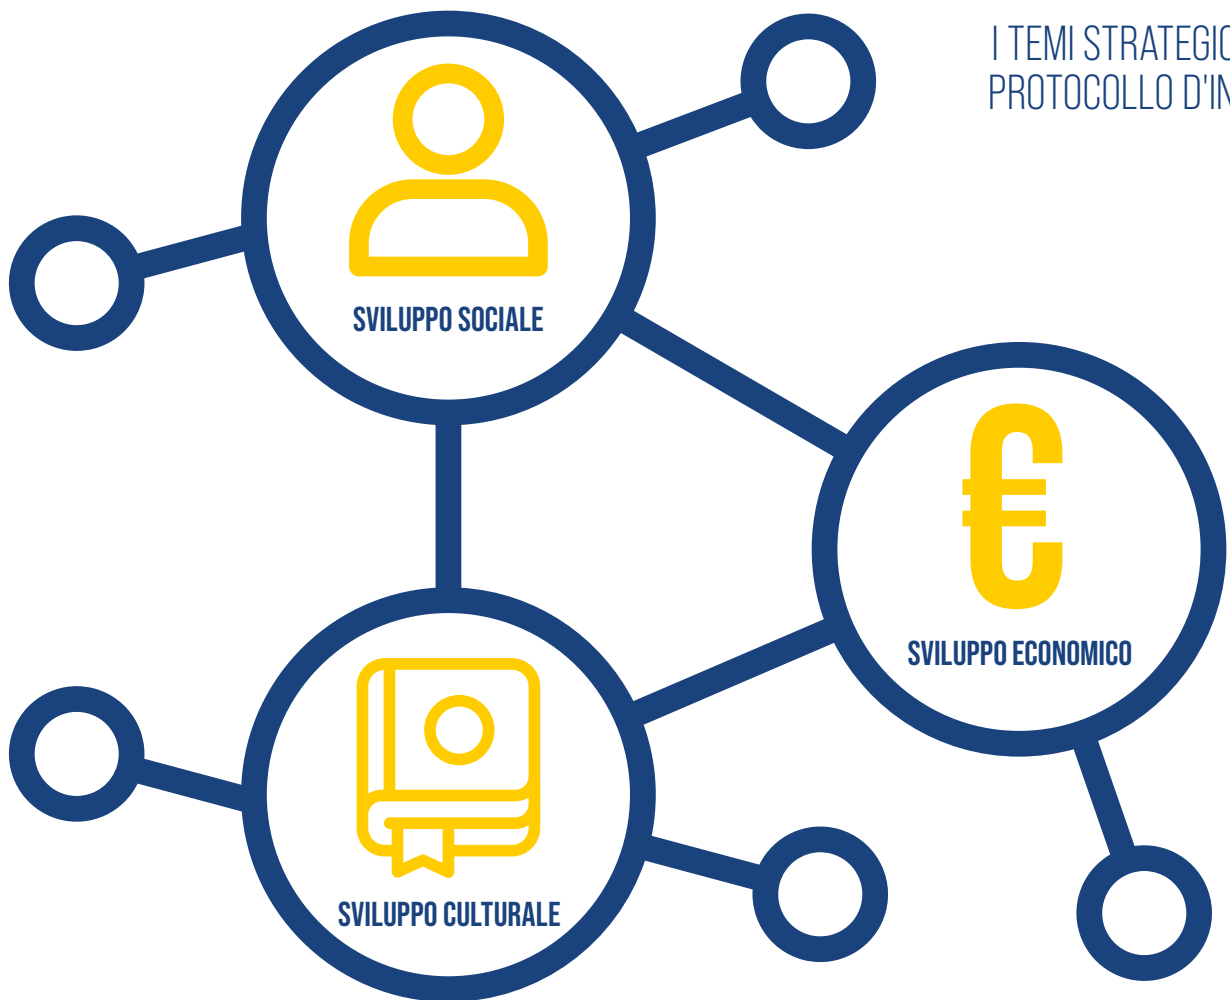 I TEMI STRATEGIC
PROTOCOLLO D'IN
SVILUPPO SOCIALE
€
SVILUPPO ECONOMICO
SVILUPPO CULTURALE